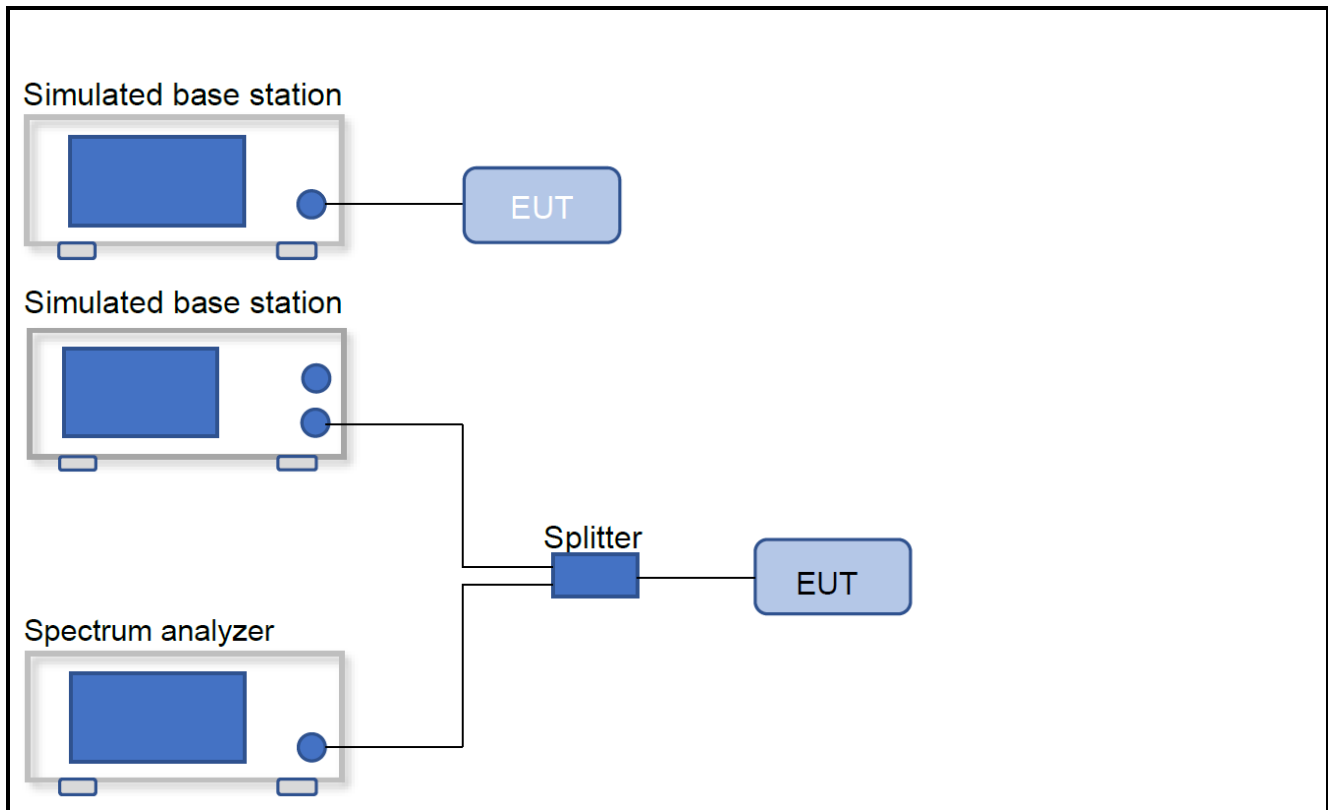 Simulated base station
EUT
Simulated base station
Splitter
EUT
Spectrum analyzer